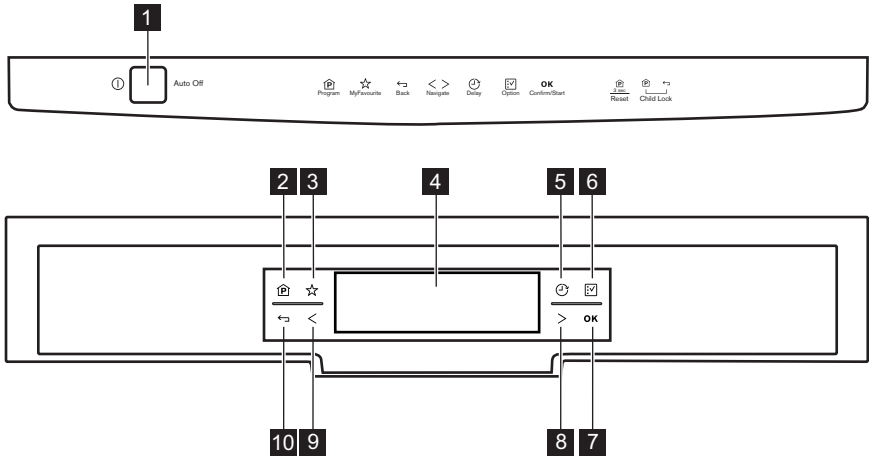 1
Auto Off
P P P
Program MyFavourite Back Navigate Delay Option OK Confirm/Start 3 sec Reset Child Lock
2 3 4 5 6
P
OK
10 9 8 7